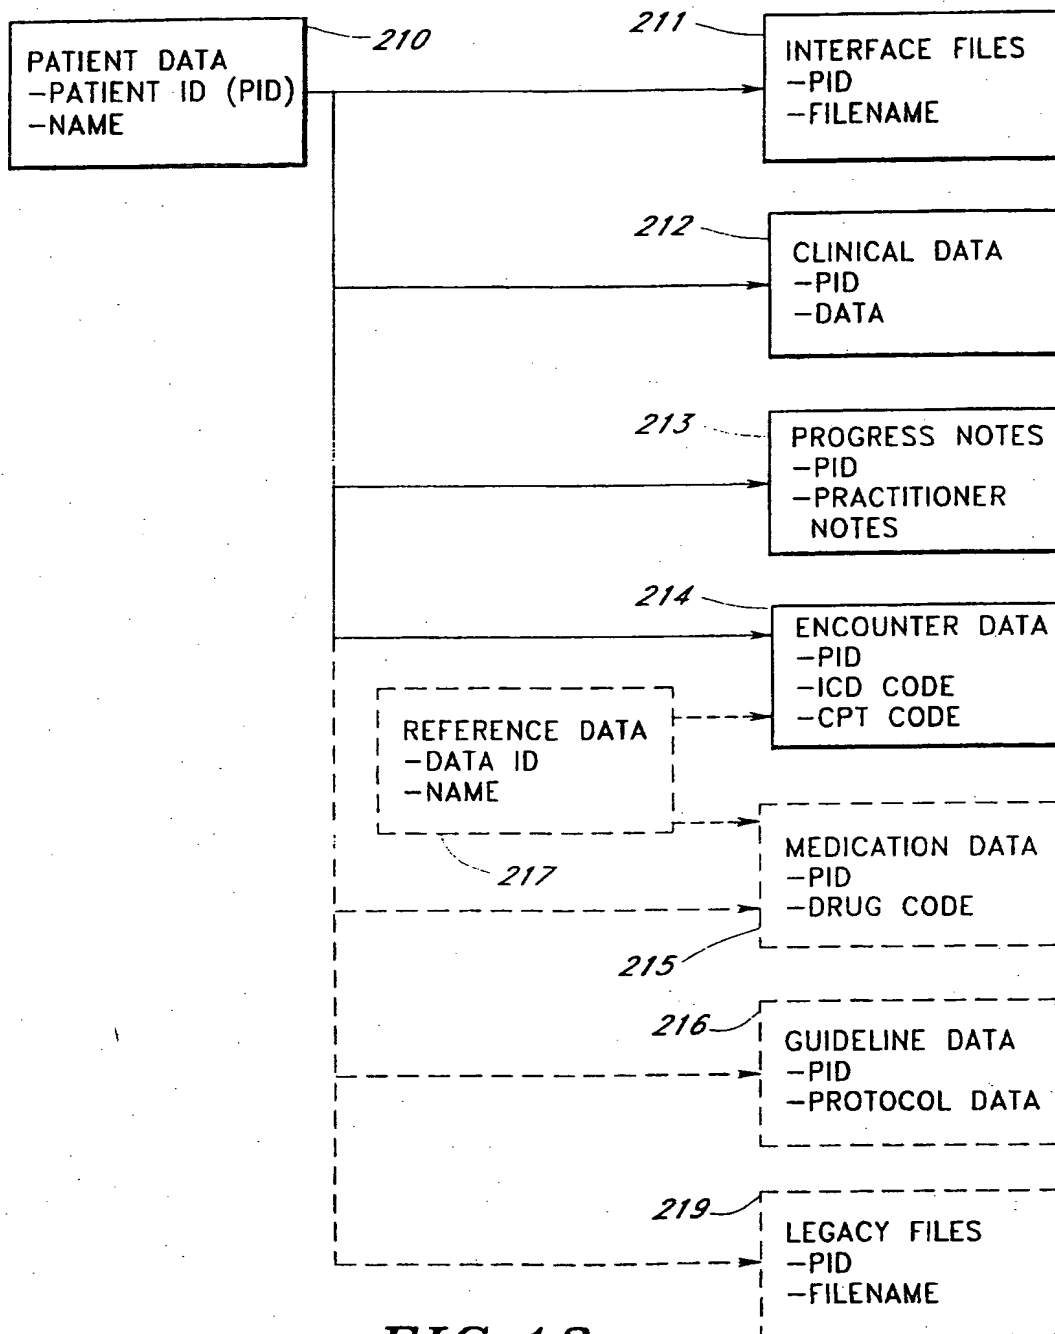 210
PATIENT DATA
-PATIENT ID (PID)
-NAME
211
INTERFACE FILES
-PID
-FILENAME
212
CLINICAL DATA
-PID
-DATA
213
PROGRESS NOTES
-PID
-PRACTITIONER
NOTES
214
ENCOUNTER DATA
-PID
-ICD CODE
-CPT CODE
REFERENCE DATA
-DATA ID
-NAME
217
MEDICATION DATA
-PID
-DRUG CODE
215
216
GUIDELINE DATA
-PID
-PROTOCOL DATA
219
LEGACY FILES
-PID
-FILENAME